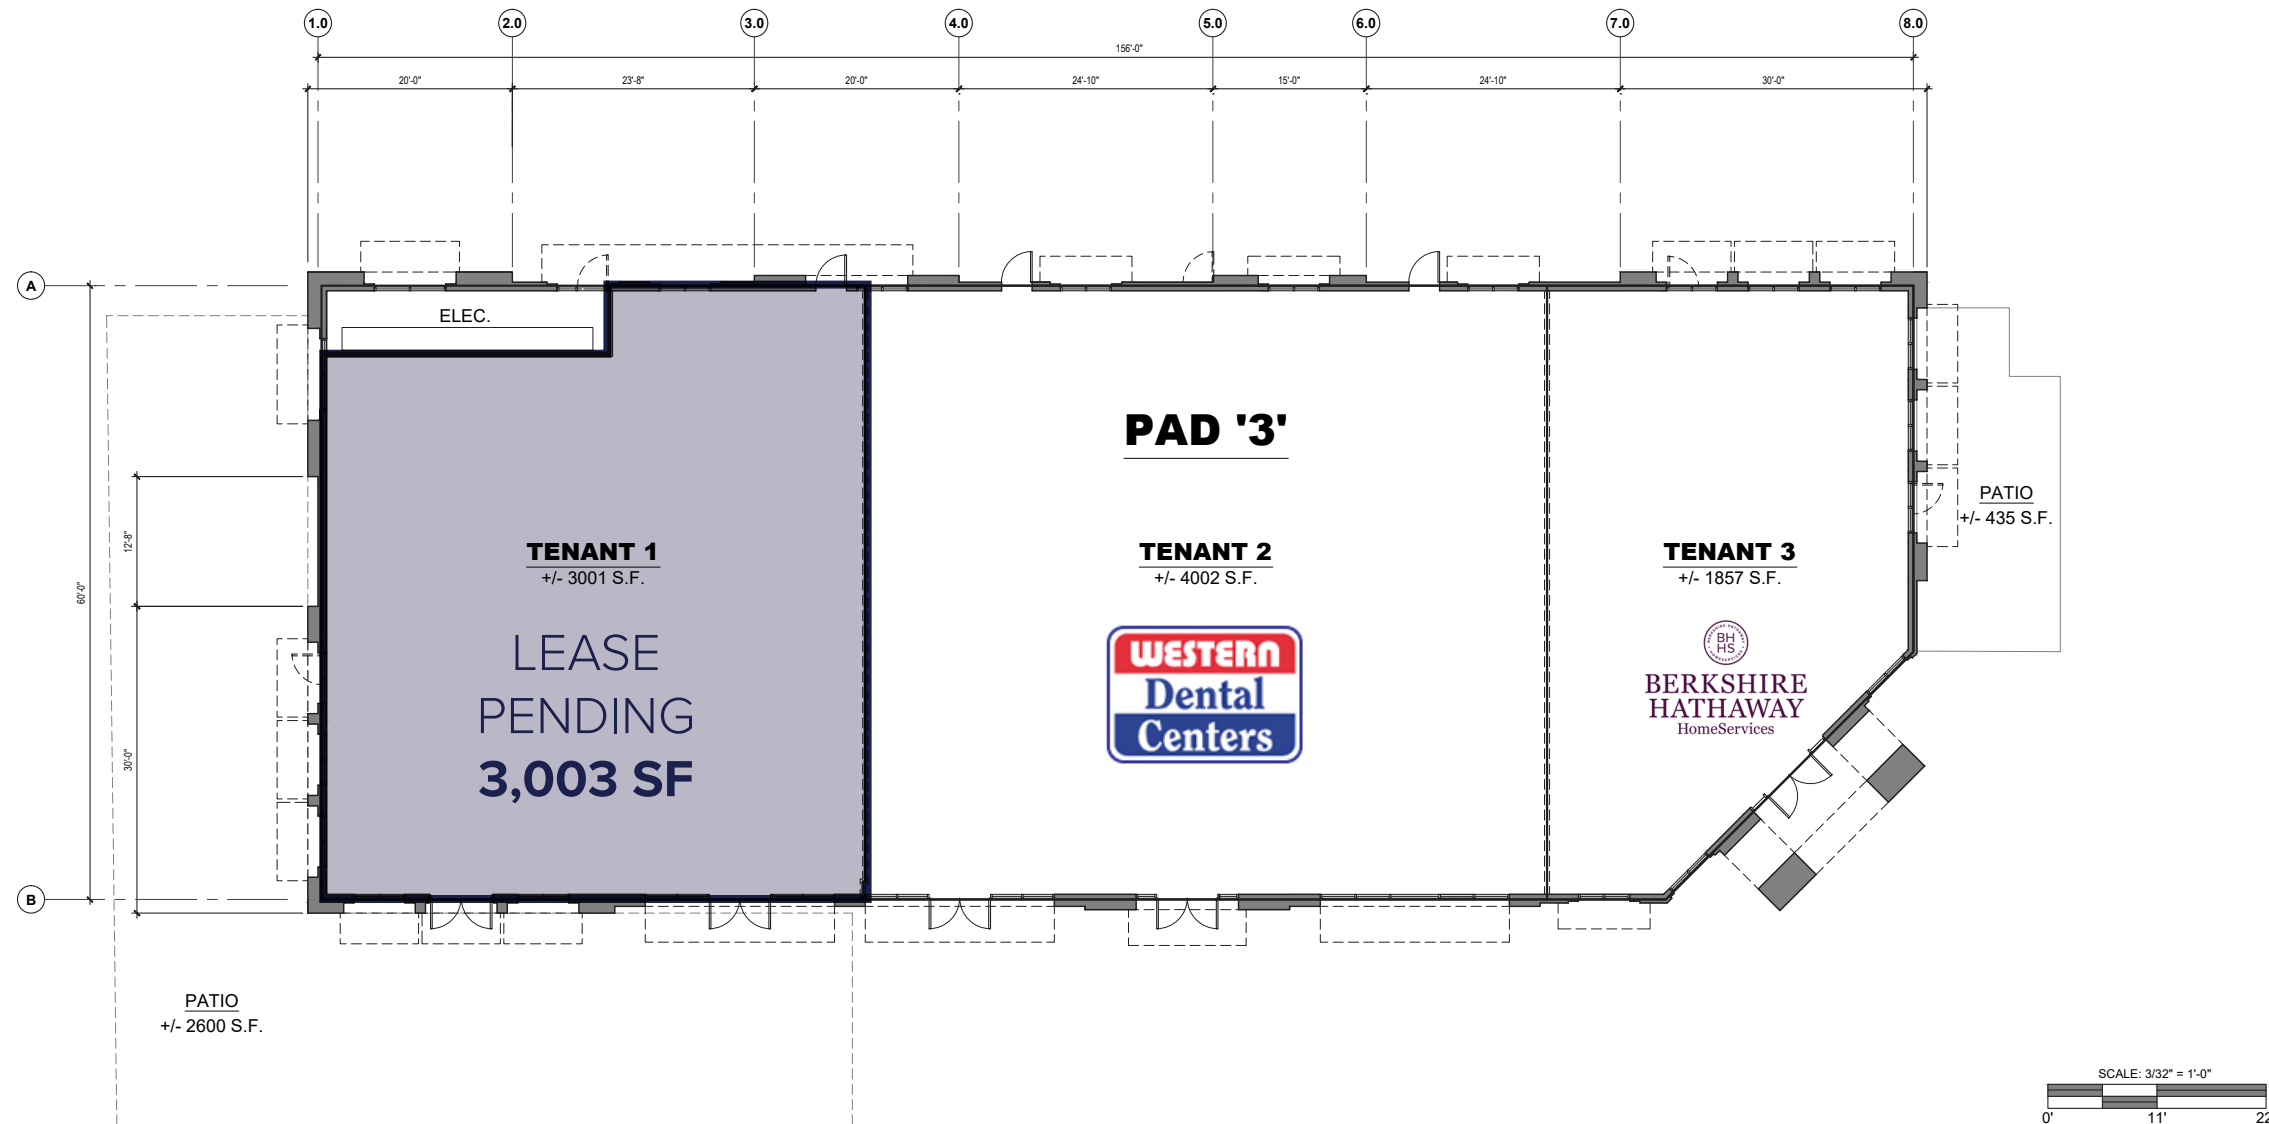 1.0 2.0 3.0 4.0 5.0 6.0 7.0 8.0
156'-0"
20'-0" 23'-8" 20'-0" 24'-10" 15'-0" 24'-10" 30'-0"
A
ELEC.
PAD '3'
PATIO
+/- 435 S.F.
12'-8"
60'-0"
30'-0"
TENANT 1
+/- 3001 S.F.
LEASE
PENDING
3,003 SF
TENANT 2
+/- 4002 S.F.
WESTERN
Dental
Centers
TENANT 3
+/- 1857 S.F.
BH
HS
BERKSHIRE
HATHAWAY
HomeServices
B
PATIO
+/- 2600 S.F.
SCALE: 3/32" = 1'-0"
0' 11' 22